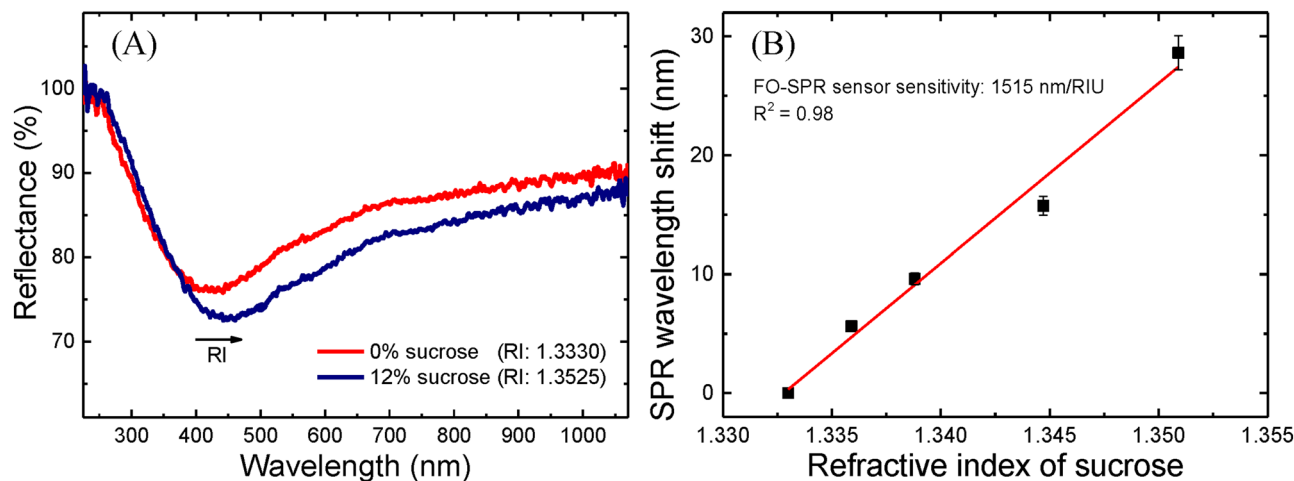 (A)
Reflectance (%)
100
90
80
70
RI
0% sucrose (RI: 1.3330)
12% sucrose (RI: 1.3525)
300 400 500 600 700 800 900 1000
Wavelength (nm)
(B)
SPR wavelength shift (nm)
30
20
10
0
FO-SPR sensor sensitivity: 1515 nm/RIU
R² = 0.98
1.330 1.335 1.340 1.345 1.350 1.355
Refractive index of sucrose